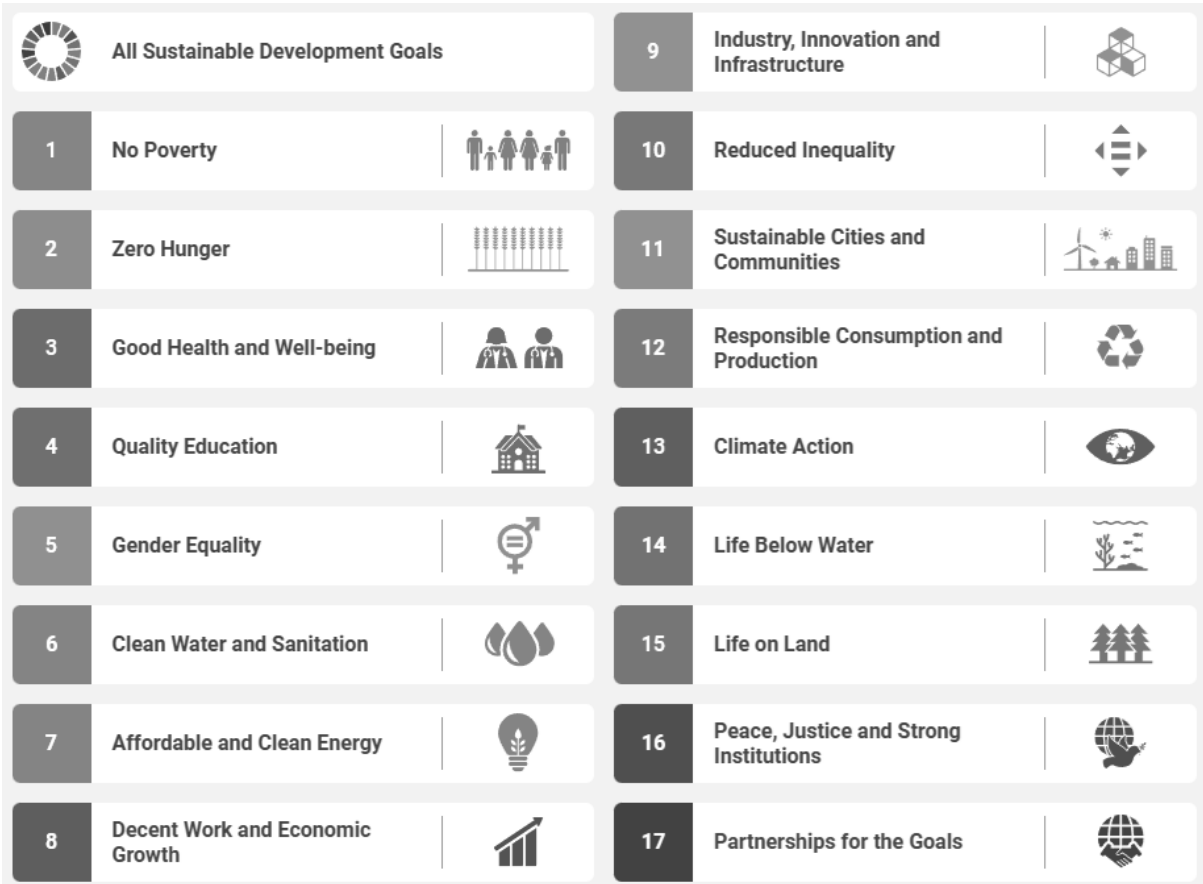 All Sustainable Development Goals
1
No Poverty
2
Zero Hunger
3
Good Health and Well-being
4
Quality Education
5
Gender Equality
6
Clean Water and Sanitation
7
Affordable and Clean Energy
8
Decent Work and Economic
Growth
9
Industry, Innovation and
Infrastructure
10
Reduced Inequality
11
Sustainable Cities and
Communities
12
Responsible Consumption and
Production
13
Climate Action
14
Life Below Water
15
Life on Land
16
Peace, Justice and Strong
Institutions
17
Partnerships for the Goals